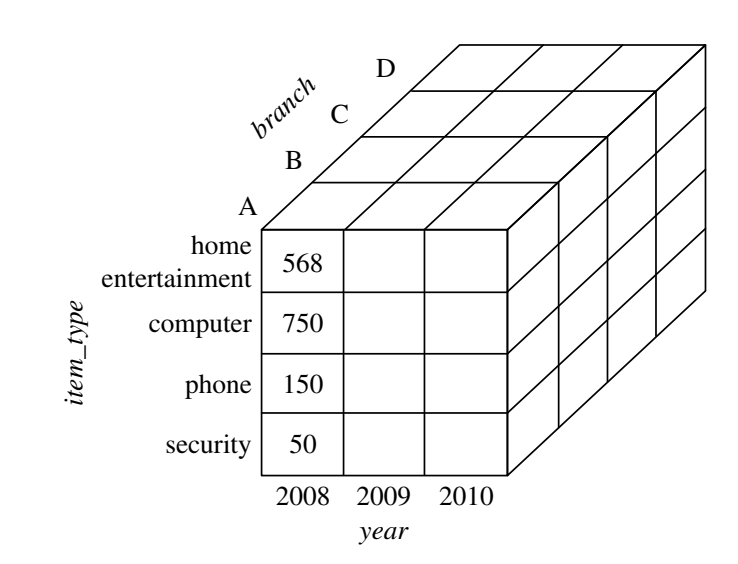 D
branch
C
B
A
home
entertainment
568
computer
750
item_type
phone
150
security
50
2008 2009 2010
year